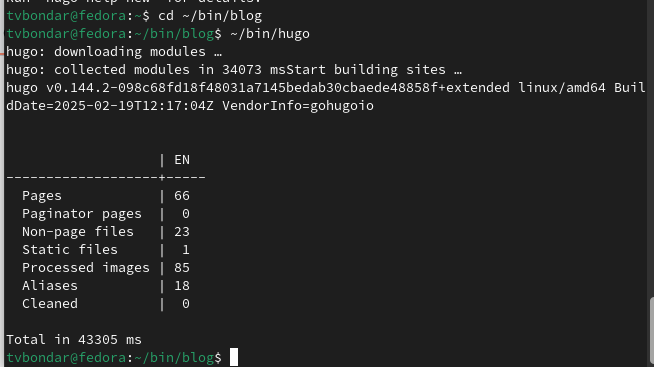 Run 'hugo help new' for details.
tvbondar@fedora:~$ cd ~/bin/blog
tvbondar@fedora:~/bin/blog$ ~/bin/hugo
hugo: downloading modules …
hugo: collected modules in 34073 msStart building sites …
hugo v0.144.2-098c68fd18f48031a7145bedab30cbaede48858f+extended linux/amd64 Buil
dDate=2025-02-19T12:17:04Z VendorInfo=gohugoio
                   | EN
-------------------+-----
  Pages            | 66
  Paginator pages  |  0
  Non-page files   | 23
  Static files     |  1
  Processed images | 85
  Aliases          | 18
  Cleaned          |  0
Total in 43305 ms
tvbondar@fedora:~/bin/blog$